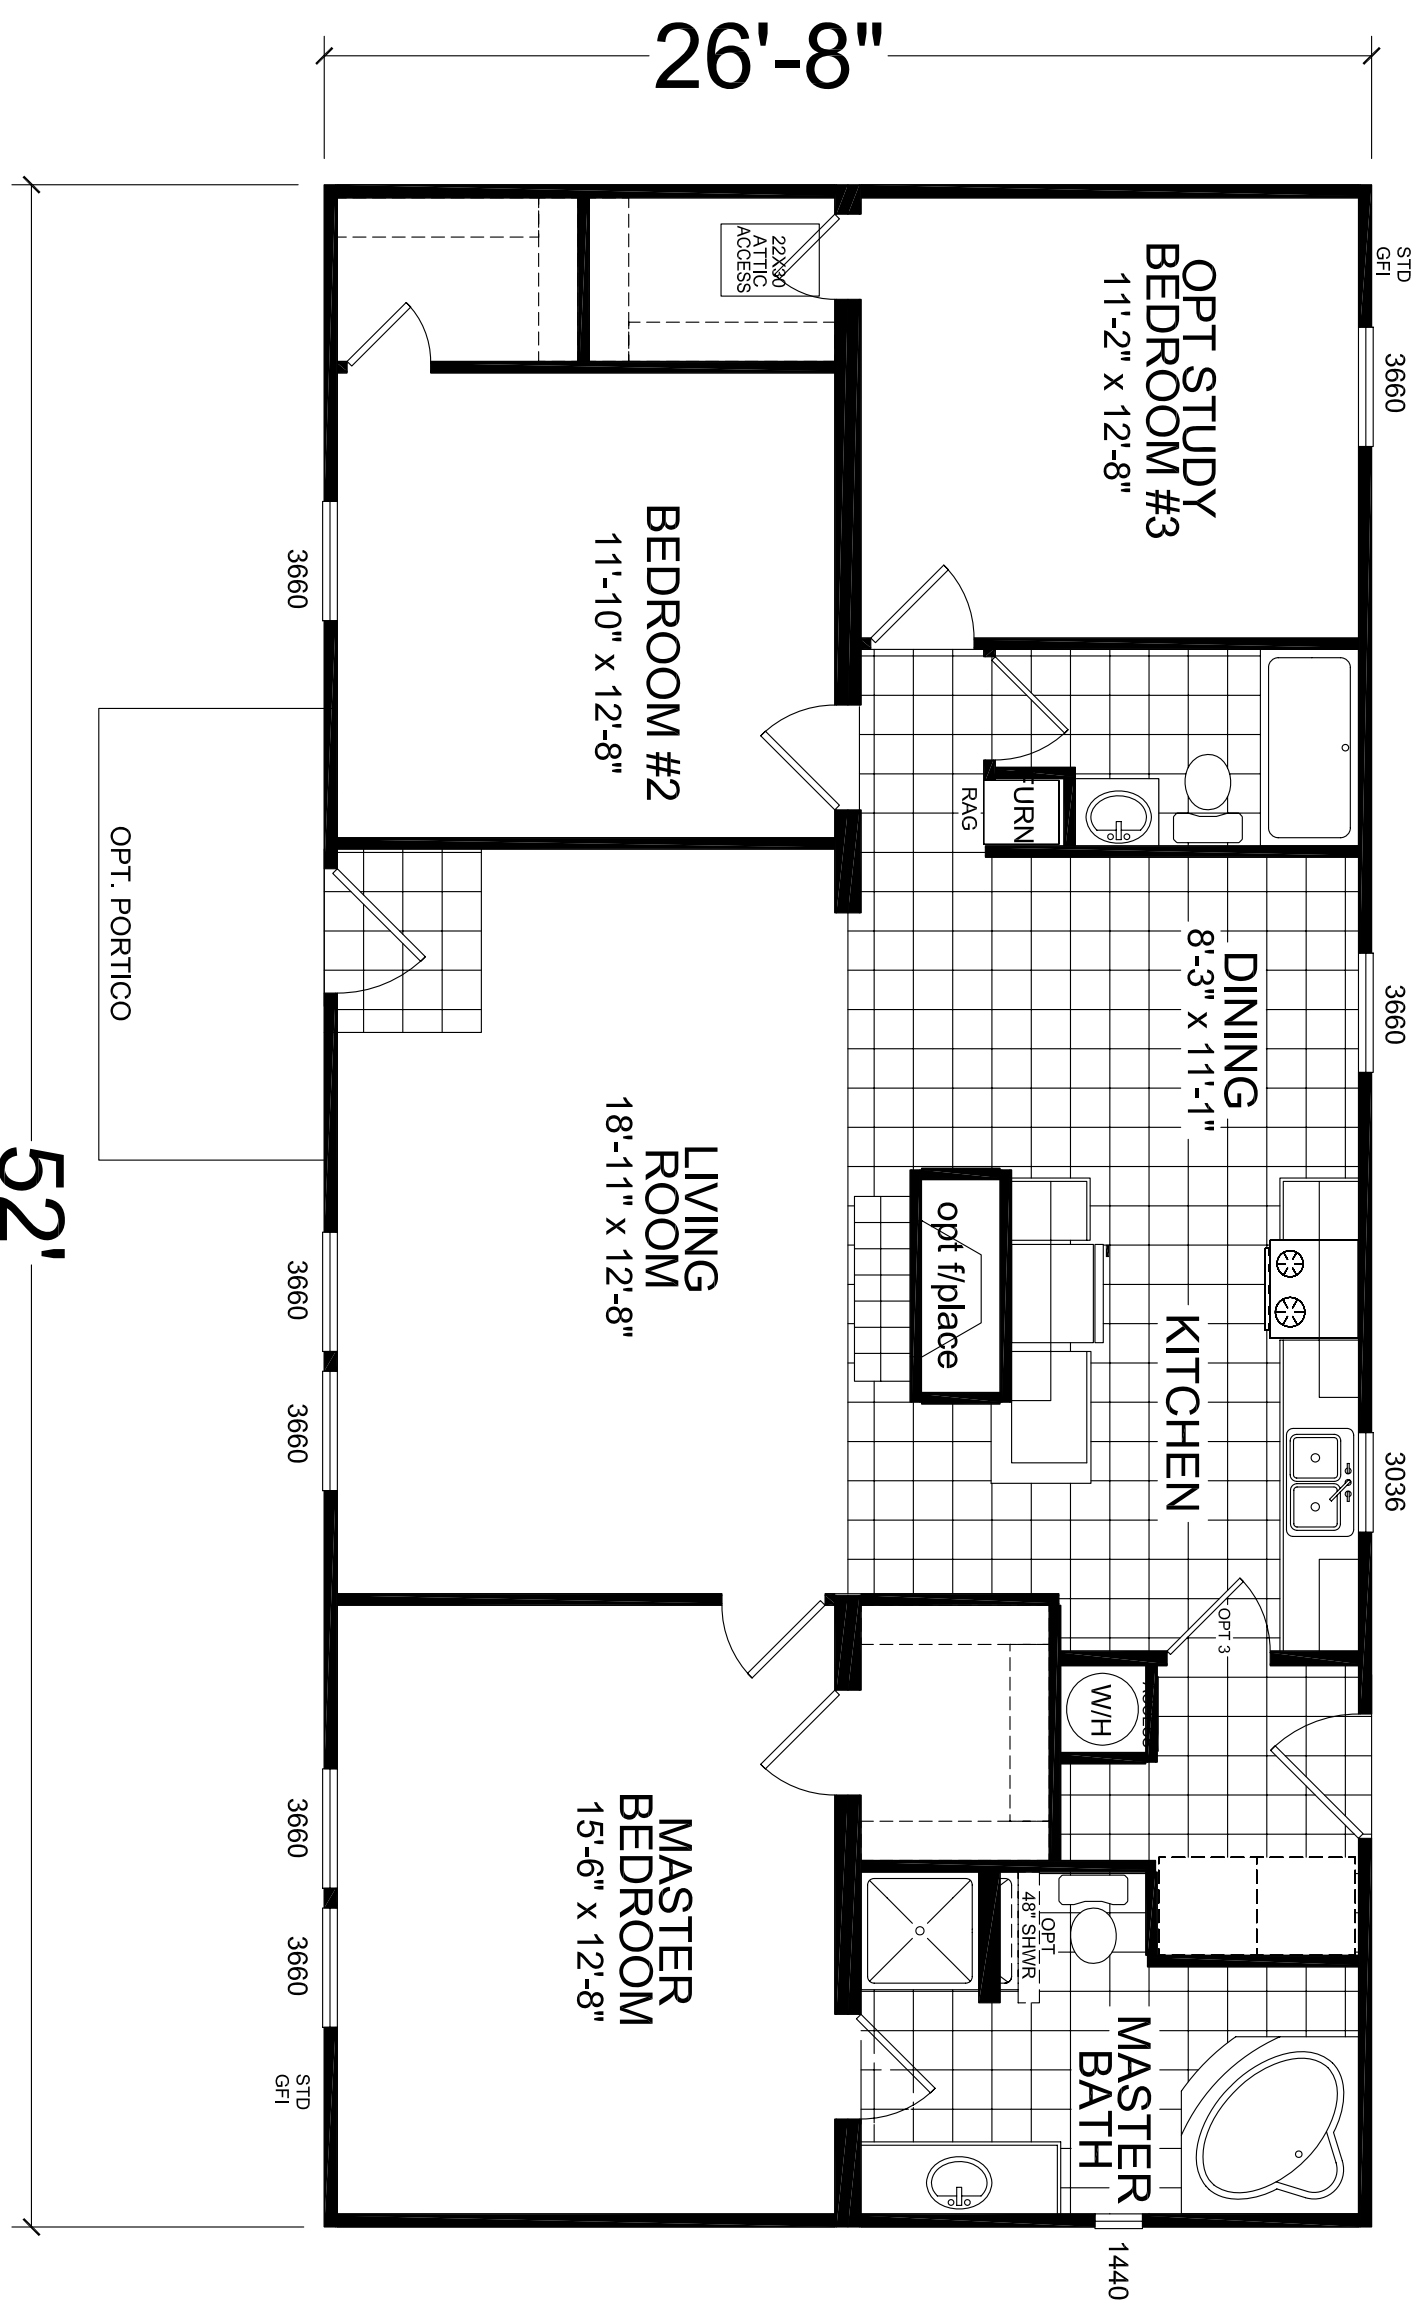 26'-8"
STD
GFI
3660
3660
3036
OPT STUDY
BEDROOM #3
11'-2" x 12'-8"
DINING
8'-3" x 11'-1"
KITCHEN
OPT 3
W/H
MASTER
BATH
1440
OPT
48" SHWR
22X30
ATTIC
ACCESS
RAG
opt f/place
BEDROOM #2
11'-10" x 12'-8"
LIVING
ROOM
18'-11" x 12'-8"
MASTER
BEDROOM
15'-6" x 12'-8"
3660
3660
3660
3660
3660
STD
GFI
OPT. PORTICO
52'